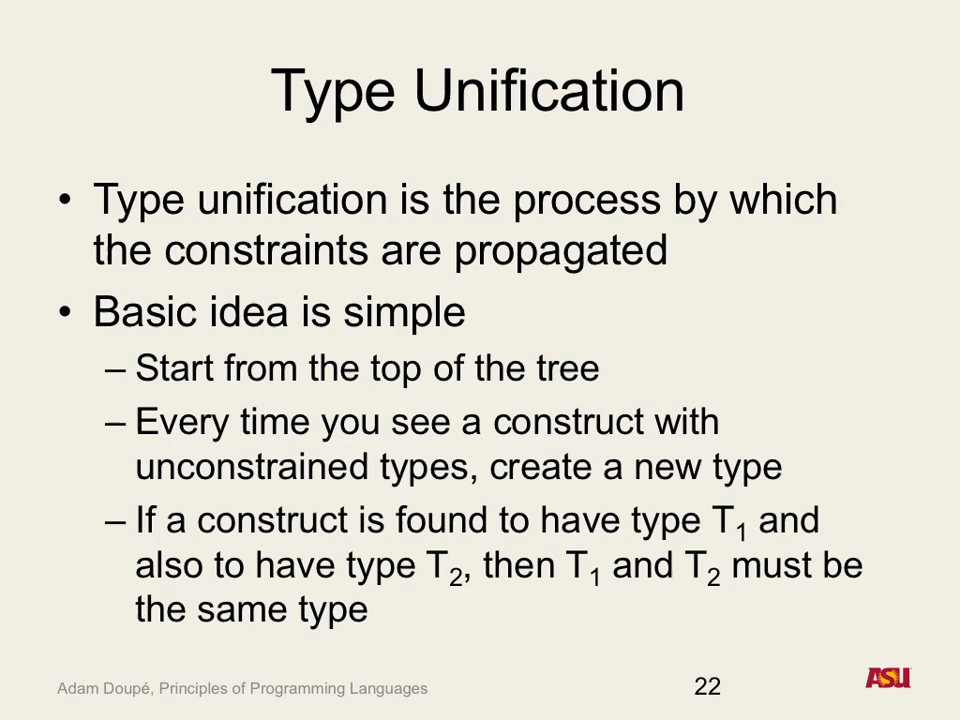 Type Unification
• Type unification is the process by which
the constraints are propagated
• Basic idea is simple
– Start from the top of the tree
– Every time you see a construct with
unconstrained types, create a new type
– If a construct is found to have type T₁ and
also to have type T₂, then T₁ and T₂ must be
the same type
Adam Doupé, Principles of Programming Languages
22
ASU